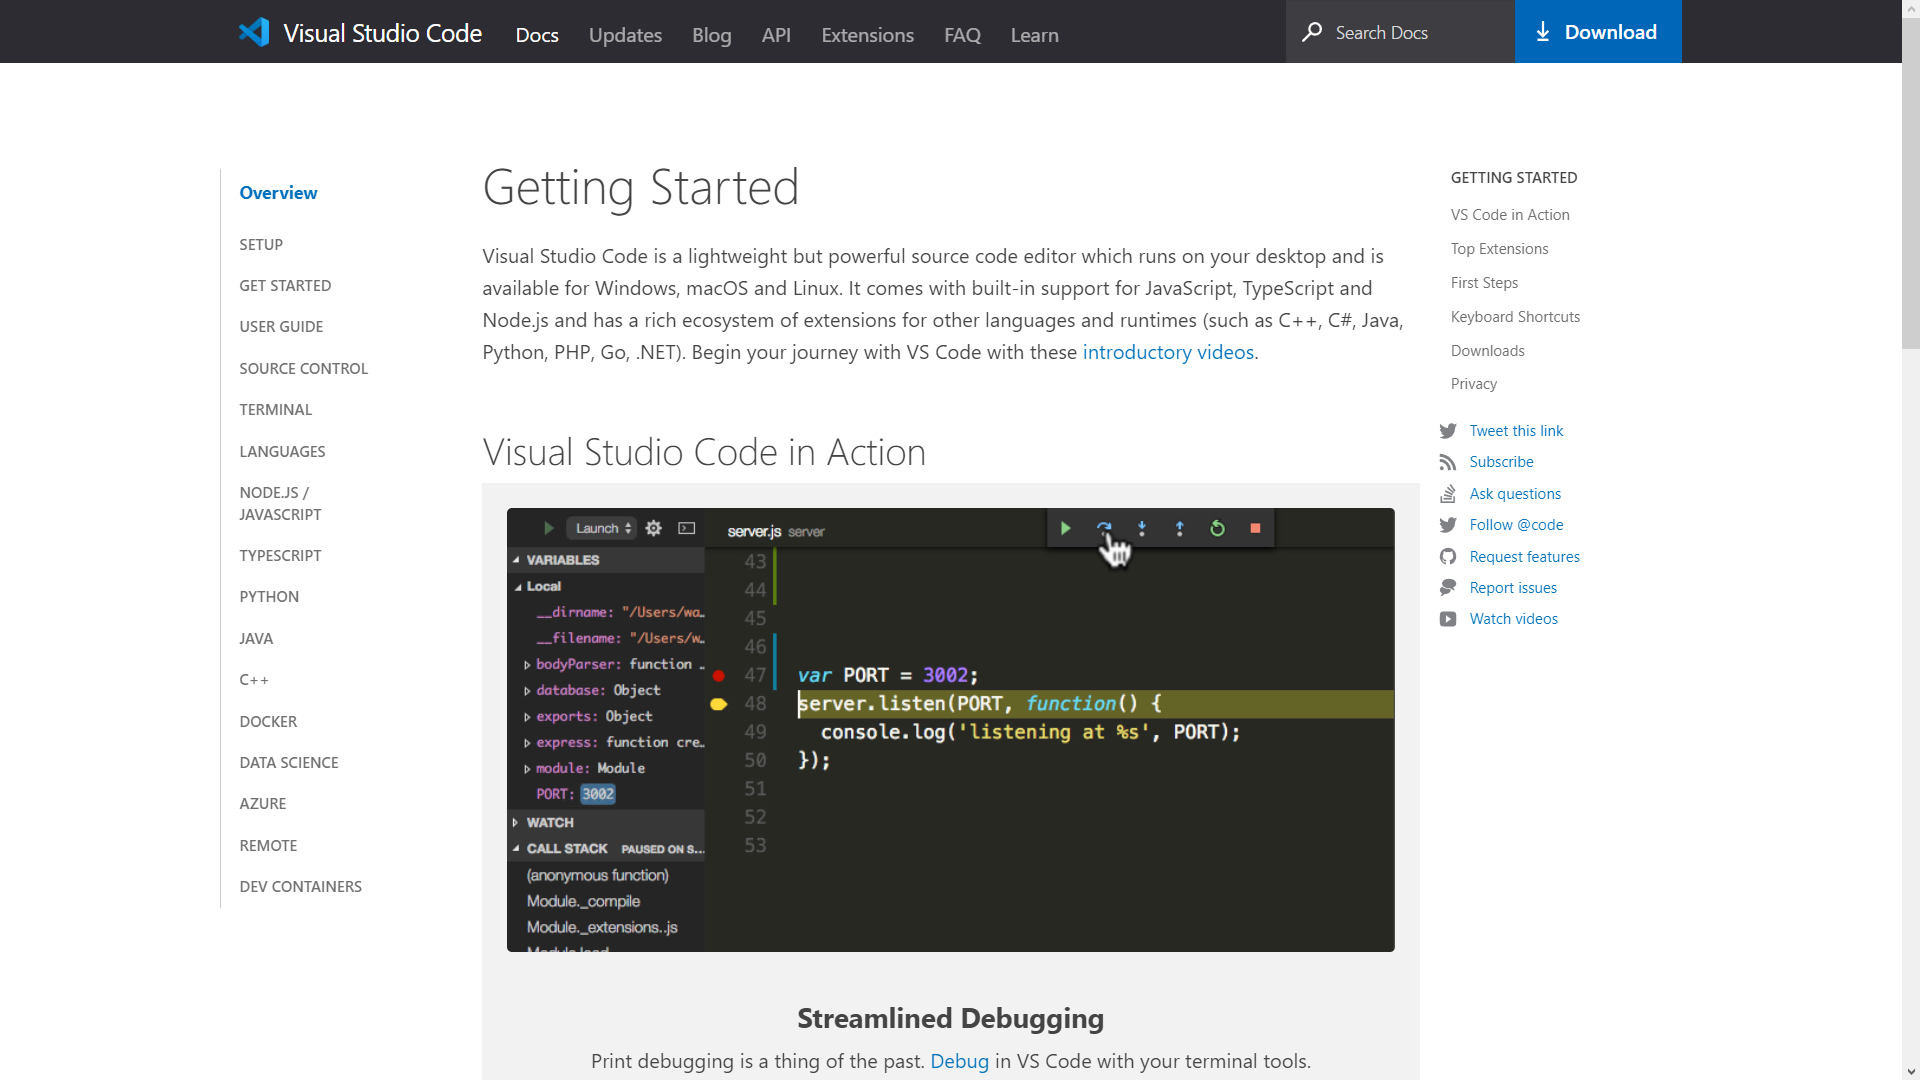 Visual Studio Code
Docs
Updates
Blog
API
Extensions
FAQ
Learn
Search Docs
Download
Overview
SETUP
GET STARTED
USER GUIDE
SOURCE CONTROL
TERMINAL
LANGUAGES
NODE.JS /
JAVASCRIPT
TYPESCRIPT
PYTHON
JAVA
C++
DOCKER
DATA SCIENCE
AZURE
REMOTE
DEV CONTAINERS
Getting Started
Visual Studio Code is a lightweight but powerful source code editor which runs on your desktop and is
available for Windows, macOS and Linux. It comes with built-in support for JavaScript, TypeScript and
Node.js and has a rich ecosystem of extensions for other languages and runtimes (such as C++, C#, Java,
Python, PHP, Go, .NET). Begin your journey with VS Code with these introductory videos.
Visual Studio Code in Action
Launch
server.js server
VARIABLES
Local
__dirname: "/Users/wa…
__filename: "/Users/w…
bodyParser: function …
database: Object
exports: Object
express: function cre…
module: Module
PORT: 3002
WATCH
CALL STACK PAUSED ON S…
(anonymous function)
Module._compile
Module._extensions..js
Module.load
43
44
45
46
47 var PORT = 3002;
48 server.listen(PORT, function() {
49 console.log('listening at %s', PORT);
50 });
51
52
53
Streamlined Debugging
Print debugging is a thing of the past. Debug in VS Code with your terminal tools.
GETTING STARTED
VS Code in Action
Top Extensions
First Steps
Keyboard Shortcuts
Downloads
Privacy
Tweet this link
Subscribe
Ask questions
Follow @code
Request features
Report issues
Watch videos